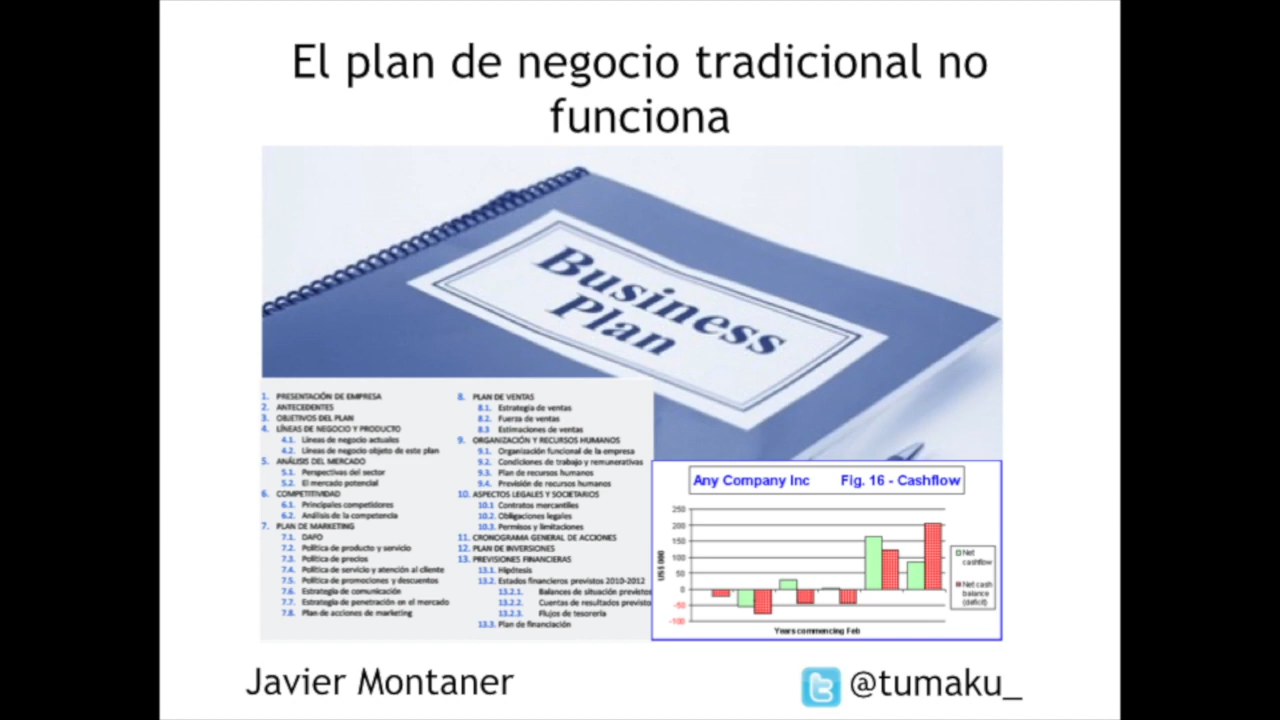 El plan de negocio tradicional no
funciona
Business
Plan
1. PRESENTACIÓN DE EMPRESA
2. ANTECEDENTES
3. OBJETIVOS DEL PLAN
4. LÍNEAS DE NEGOCIO Y PRODUCTO
4.1. Líneas de negocio actuales
4.2. Líneas de negocio objeto de este plan
5. ANÁLISIS DEL MERCADO
5.1. Perspectivas del sector
5.2. El mercado potencial
6. COMPETITIVIDAD
6.1. Principales competidores
6.2. Análisis de la competencia
7. PLAN DE MARKETING
7.1. DAFO
7.2. Política de producto y servicio
7.3. Política de precios
7.4. Política de servicio y atención al cliente
7.5. Política de promociones y descuentos
7.6. Estrategia de comunicación
7.7. Estrategia de penetración en el mercado
7.8. Plan de acciones de marketing
8. PLAN DE VENTAS
8.1. Estrategia de ventas
8.2. Fuerza de ventas
8.3 Estimaciones de ventas
9. ORGANIZACIÓN Y RECURSOS HUMANOS
9.1. Organización funcional de la empresa
9.2. Condiciones de trabajo y remunerativas
9.3. Plan de recursos humanos
9.4. Previsión de recursos humanos
10. ASPECTOS LEGALES Y SOCIETARIOS
10.1 Contratos mercantiles
10.2. Obligaciones legales
10.3. Permisos y limitaciones
11. CRONOGRAMA GENERAL DE ACCIONES
12. PLAN DE INVERSIONES
13. PREVISIONES FINANCIERAS
13.1. Hipótesis
13.2. Estados financieros previstos 2010-2012
13.2.1. Balances de situación previstos
13.2.2. Cuentas de resultados previsto
13.2.3. Flujos de tesorería
13.3. Plan de financiación
Any Company Inc Fig. 16 - Cashflow
250
200
150
100
50
0
-50
-100
US$ 000
Years commencing Feb
Net
cashflow
Net cash
balance
(deficit)
Javier Montaner
@tumaku_